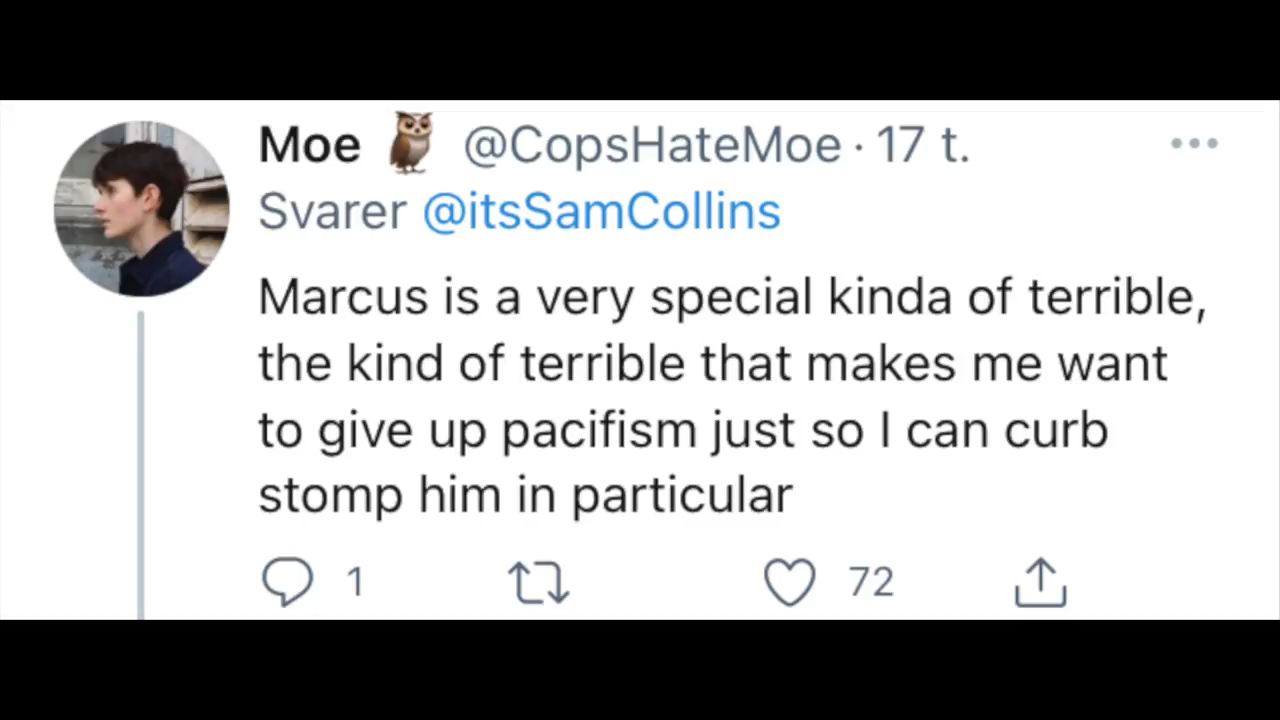 Moe 🦉 @CopsHateMoe · 17 t.
Svarer @itsSamCollins
Marcus is a very special kinda of terrible,
the kind of terrible that makes me want
to give up pacifism just so I can curb
stomp him in particular
1 72